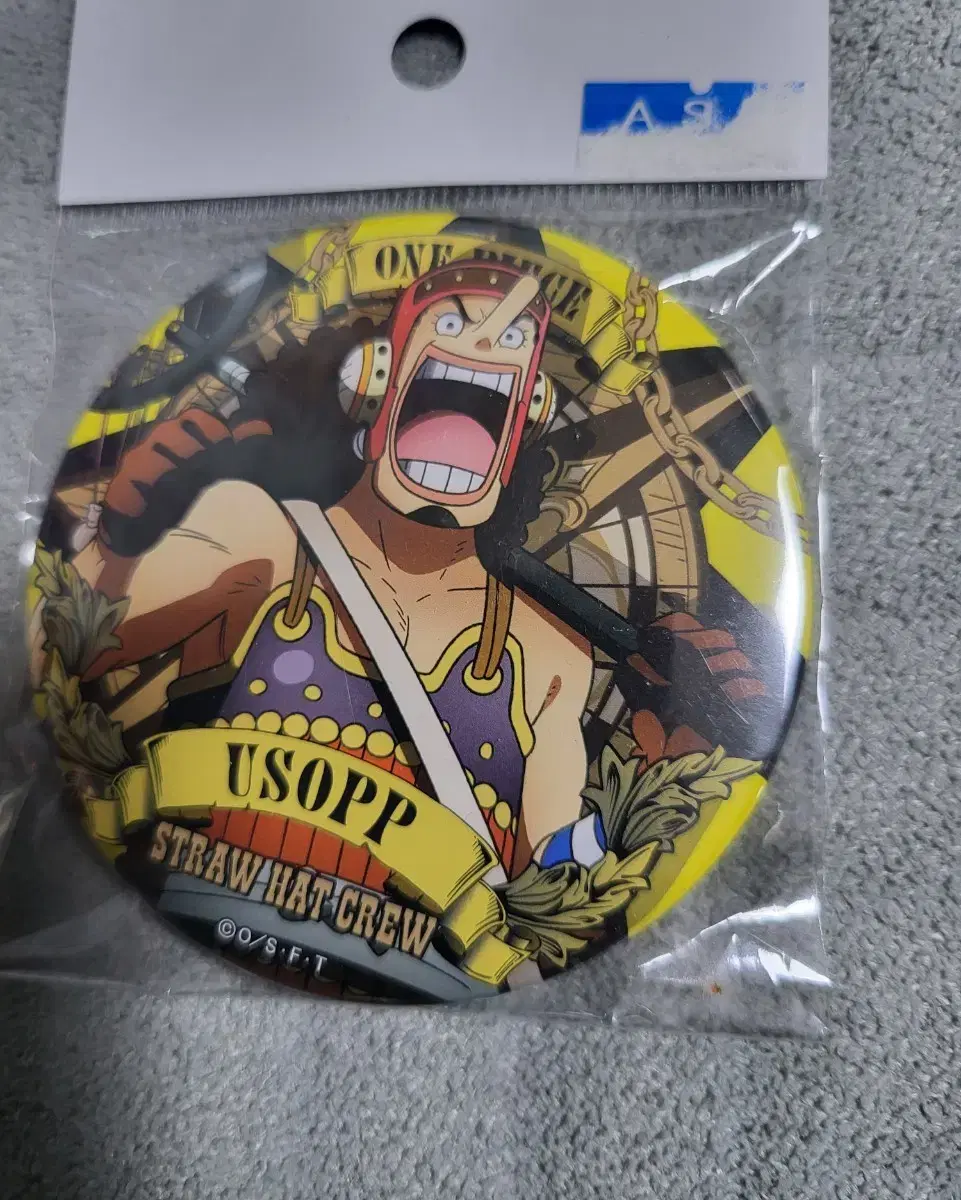 ONE PIECE
USOPP
STRAW HAT CREW
©O/S·F·T